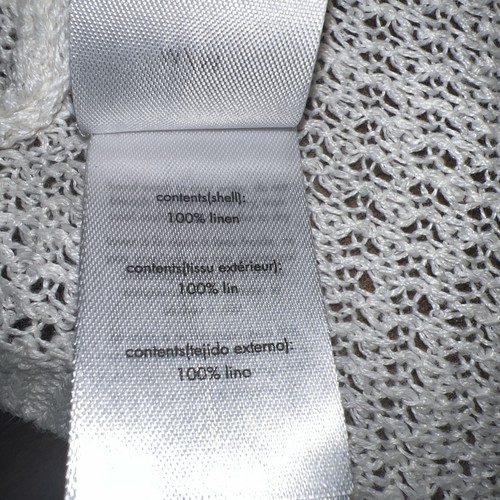 contents(shell):
100% linen
contents(tissu extérieur):
100% lin
contents(tejido externo):
100% lino